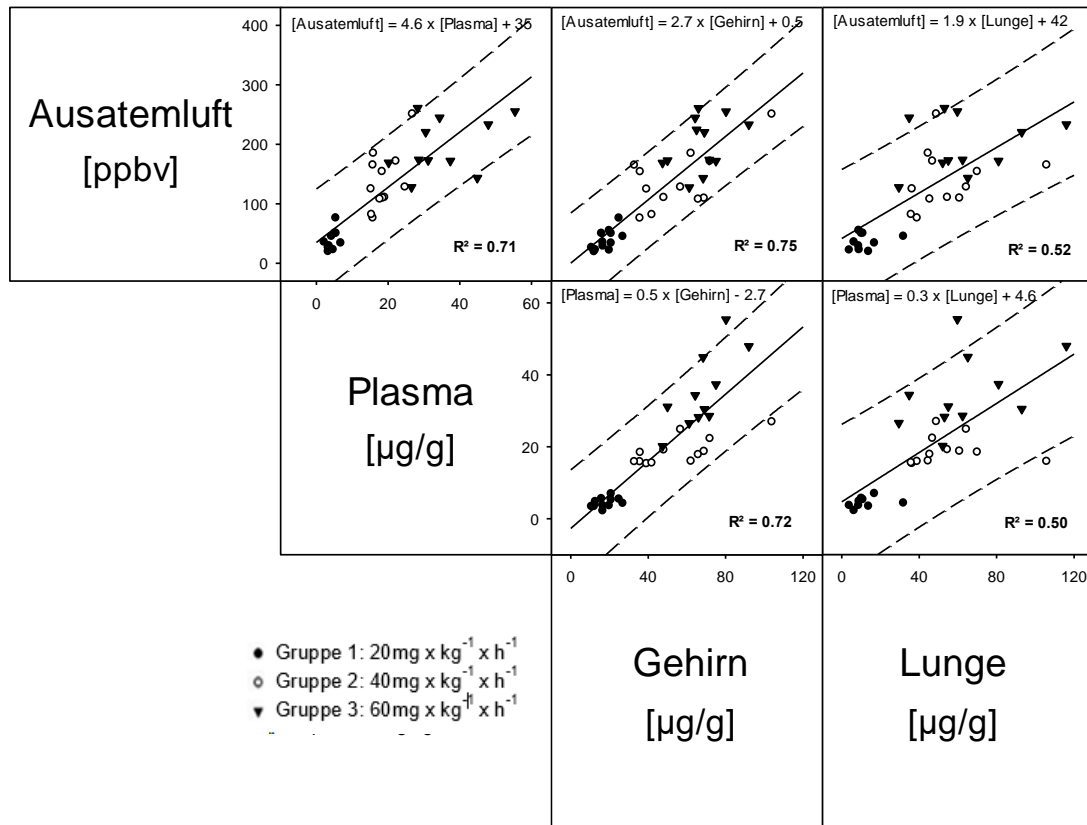 [Ausatemluft] = 4.6 x [Plasma] + 35
[Ausatemluft] = 2.7 x [Gehirn] + 0.5
[Ausatemluft] = 1.9 x [Lunge] + 42
400
300
200
100
0
Ausatemluft
[ppbv]
R² = 0.71
R² = 0.75
R² = 0.52
0
20
40
60
[Plasma] = 0.5 x [Gehirn] - 2.7
[Plasma] = 0.3 x [Lunge] + 4.6
60
40
20
0
Plasma
[µg/g]
R² = 0.72
R² = 0.50
0
40
80
120
0
40
80
120
Gruppe 1: 20mg x kg⁻¹ x h⁻¹
Gruppe 2: 40mg x kg⁻¹ x h⁻¹
Gruppe 3: 60mg x kg⁻¹ x h⁻¹
Gehirn
[µg/g]
Lunge
[µg/g]